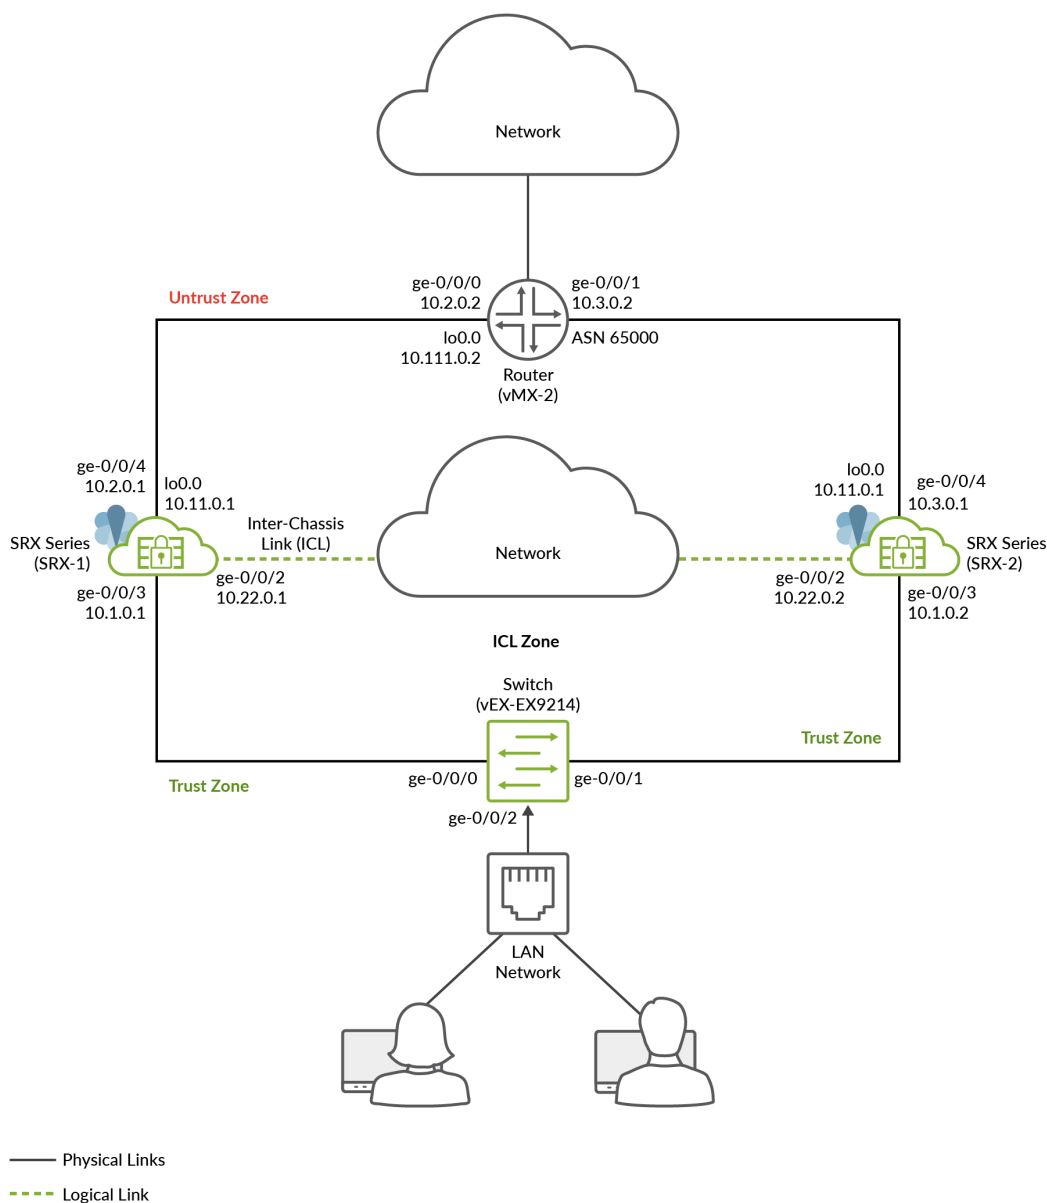 Network
ge-0/0/0
10.2.0.2
ge-0/0/1
10.3.0.2
Untrust Zone
lo0.0
10.111.0.2
ASN 65000
Router
(vMX-2)
ge-0/0/4
10.2.0.1
lo0.0
10.11.0.1
lo0.0
10.11.0.1
ge-0/0/4
10.3.0.1
SRX Series
(SRX-1)
Inter-Chassis
Link (ICL)
Network
SRX Series
(SRX-2)
ge-0/0/3
10.1.0.1
ge-0/0/2
10.22.0.1
ge-0/0/2
10.22.0.2
ge-0/0/3
10.1.0.2
ICL Zone
Switch
(vEX-EX9214)
Trust Zone
Trust Zone
ge-0/0/0
ge-0/0/1
ge-0/0/2
LAN
Network
Physical Links
Logical Link